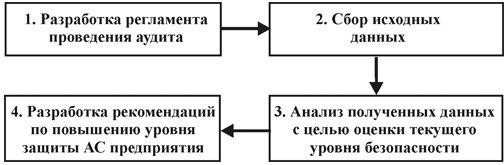 1. Разработка регламента
проведения аудита
2. Сбор исходных
данных
3. Анализ полученных данных
с целью оценки текущего
уровня безопасности
4. Разработка рекомендаций
по повышению уровня
защиты АС предприятия